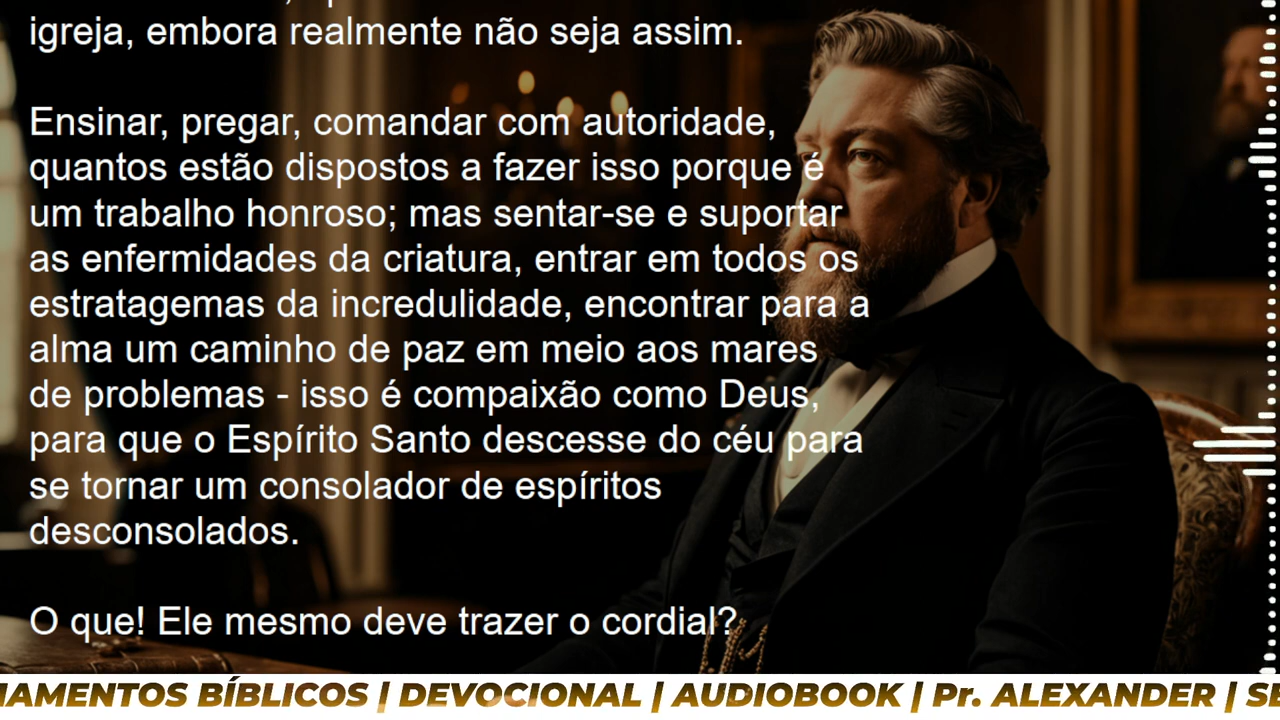 igreja, embora realmente não seja assim.
Ensinar, pregar, comandar com autoridade,
quantos estão dispostos a fazer isso porque é
um trabalho honroso; mas sentar-se e suportar
as enfermidades da criatura, entrar em todos os
estratagemas da incredulidade, encontrar para a
alma um caminho de paz em meio aos mares
de problemas - isso é compaixão como Deus,
para que o Espírito Santo descesse do céu para
se tornar um consolador de espíritos
desconsolados.
O que! Ele mesmo deve trazer o cordial?
BÍBLICOS | DEVOCIONAL | AUDIOBOOK | Pr. ALEXANDER |